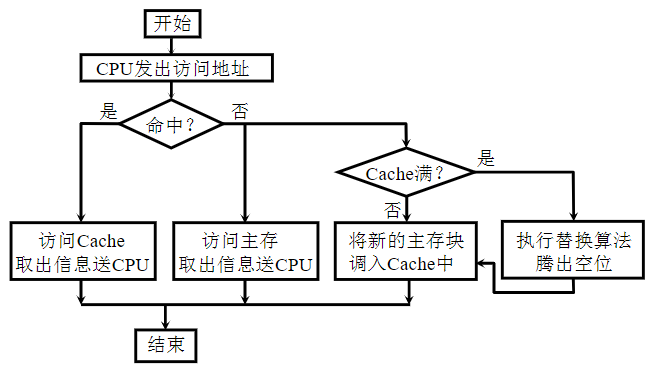 开始
CPU发出访问地址
是
命中？
否
Cache满？
是
否
访问Cache
取出信息送CPU
访问主存
取出信息送CPU
将新的主存块
调入Cache中
执行替换算法
腾出空位
结束